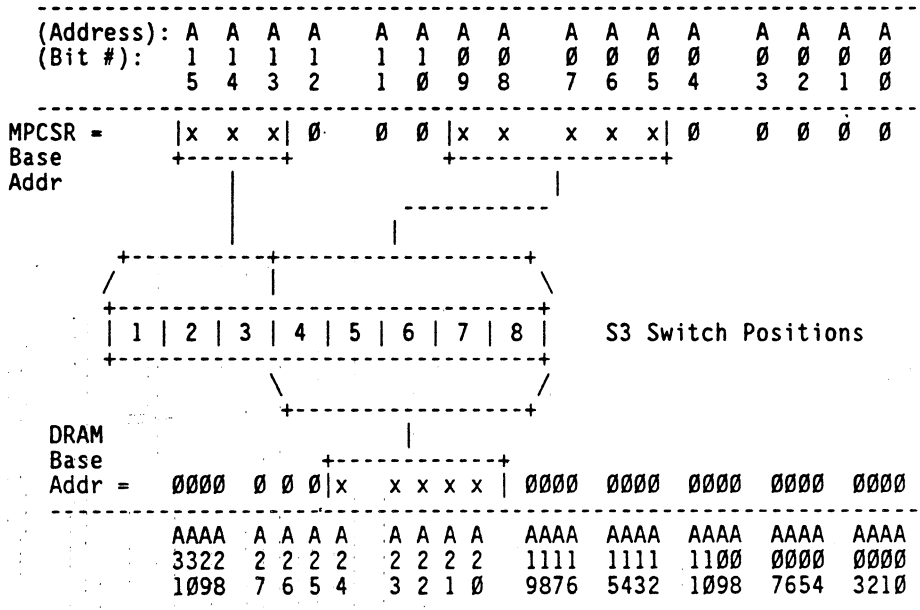 (Address): A A A A A A A A A A A A A A A A
(Bit #): 1 1 1 1 1 1 Ø Ø Ø Ø Ø Ø Ø Ø Ø Ø
5 4 3 2 1 Ø 9 8 7 6 5 4 3 2 1 Ø
MPCSR = |x x x| Ø Ø Ø |x x x x x| Ø Ø Ø Ø Ø
Base
Addr
| 1 | 2 | 3 | 4 | 5 | 6 | 7 | 8 | S3 Switch Positions
DRAM
Base
Addr = ØØØØ Ø Ø Ø|x x x x x | ØØØØ ØØØØ ØØØØ ØØØØ ØØØØ
AAAA A A A A A A A A AAAA AAAA AAAA AAAA AAAA
3322 2 2 2 2 2 2 2 2 1111 1111 11ØØ ØØØØ ØØØØ
1Ø98 7 6 5 4 3 2 1 Ø 9876 5432 1Ø98 7654 321Ø